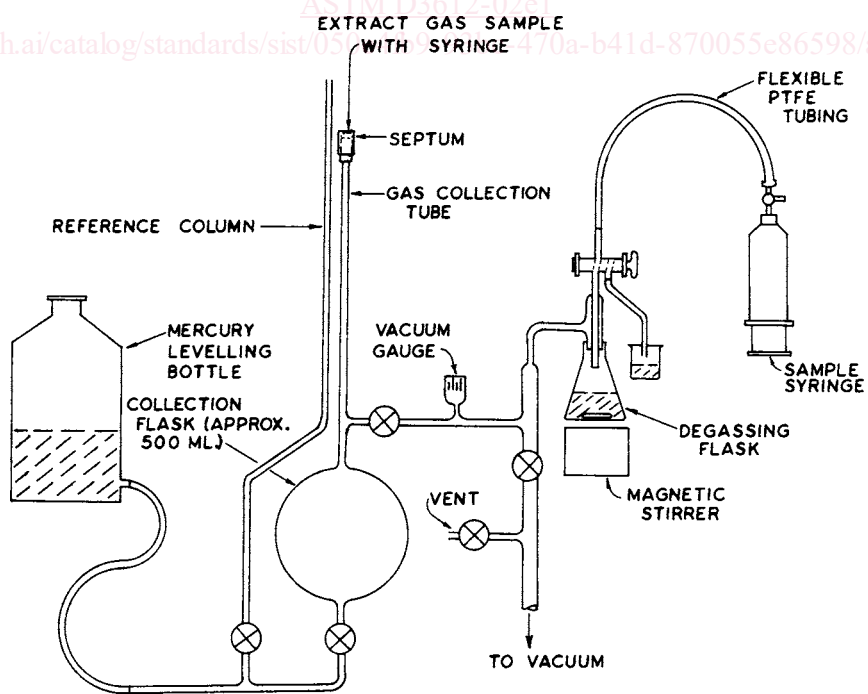 ASTM D3612-02e1
EXTRACT GAS SAMPLE
WITH SYRINGE
FLEXIBLE
PTFE
TUBING
SEPTUM
GAS COLLECTION
TUBE
REFERENCE COLUMN
MERCURY
LEVELLING
BOTTLE
VACUUM
GAUGE
SAMPLE
SYRINGE
COLLECTION
FLASK (APPROX.
500 ML)
DEGASSING
FLASK
MAGNETIC
STIRRER
VENT
TO VACUUM